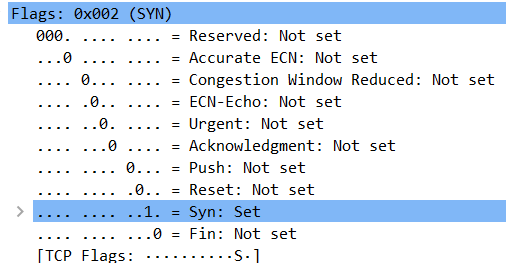 Flags: 0x002 (SYN)
000. .... .... = Reserved: Not set
...0 .... .... = Accurate ECN: Not set
.... 0... .... = Congestion Window Reduced: Not set
.... .0.. .... = ECN-Echo: Not set
.... ..0. .... = Urgent: Not set
.... ...0 .... = Acknowledgment: Not set
.... .... 0... = Push: Not set
.... .... .0.. = Reset: Not set
.... .... ..1. = Syn: Set
.... .... ...0 = Fin: Not set
[TCP Flags: ··········S·]